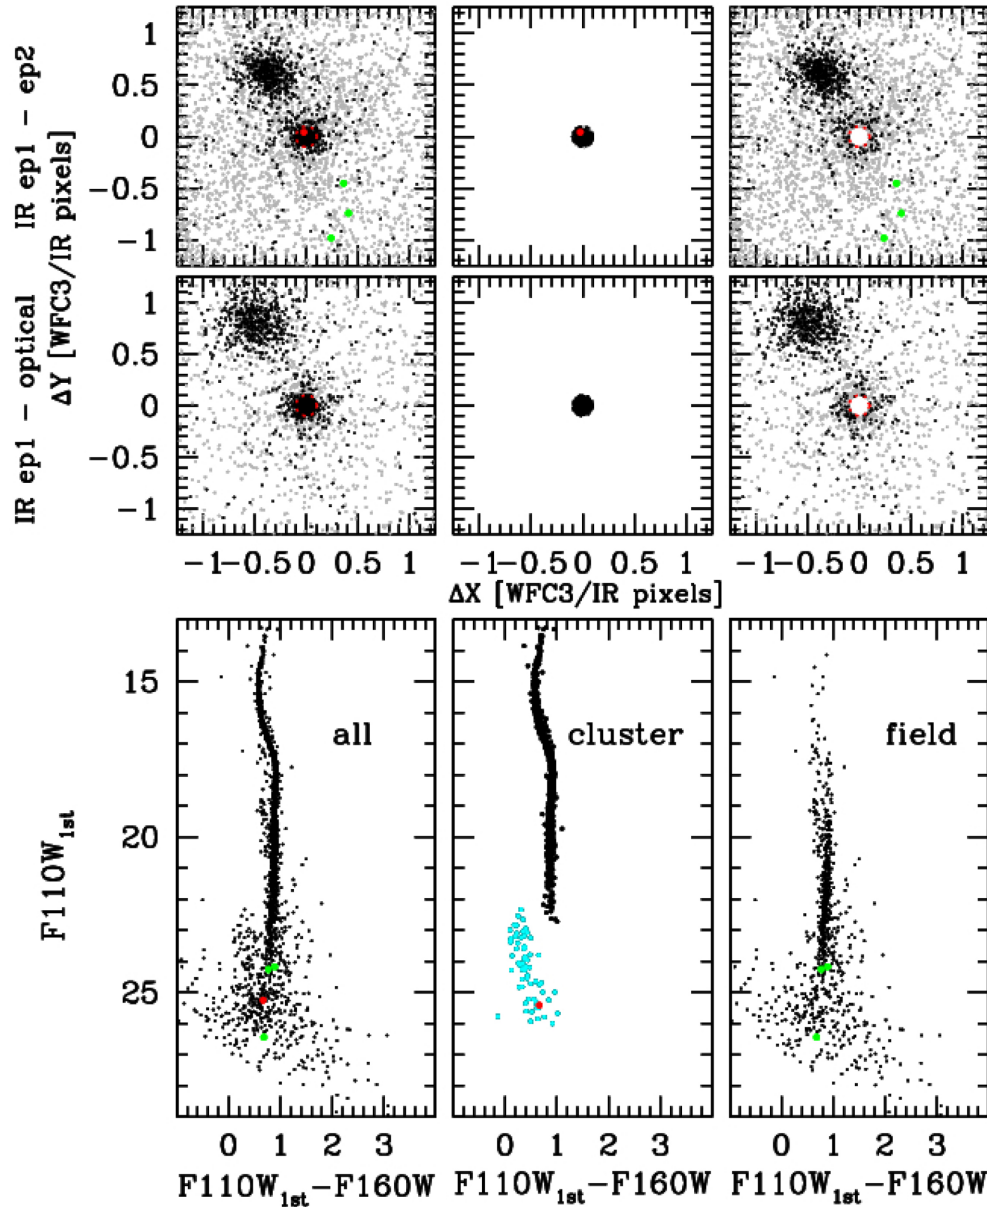 IR ep1 – optical IR ep1 – ep2
ΔY [WFC3/IR pixels]
1
0.5
0
−0.5
−1
1
0.5
0
−0.5
−1
−1 −0.5 0 0.5 1 −1 −0.5 0 0.5 1 −1 −0.5 0 0.5 1
ΔX [WFC3/IR pixels]
F110W1st
15
20
25
all cluster field
0 1 2 3 0 1 2 3 0 1 2 3
F110W1st−F160W F110W1st−F160W F110W1st−F160W